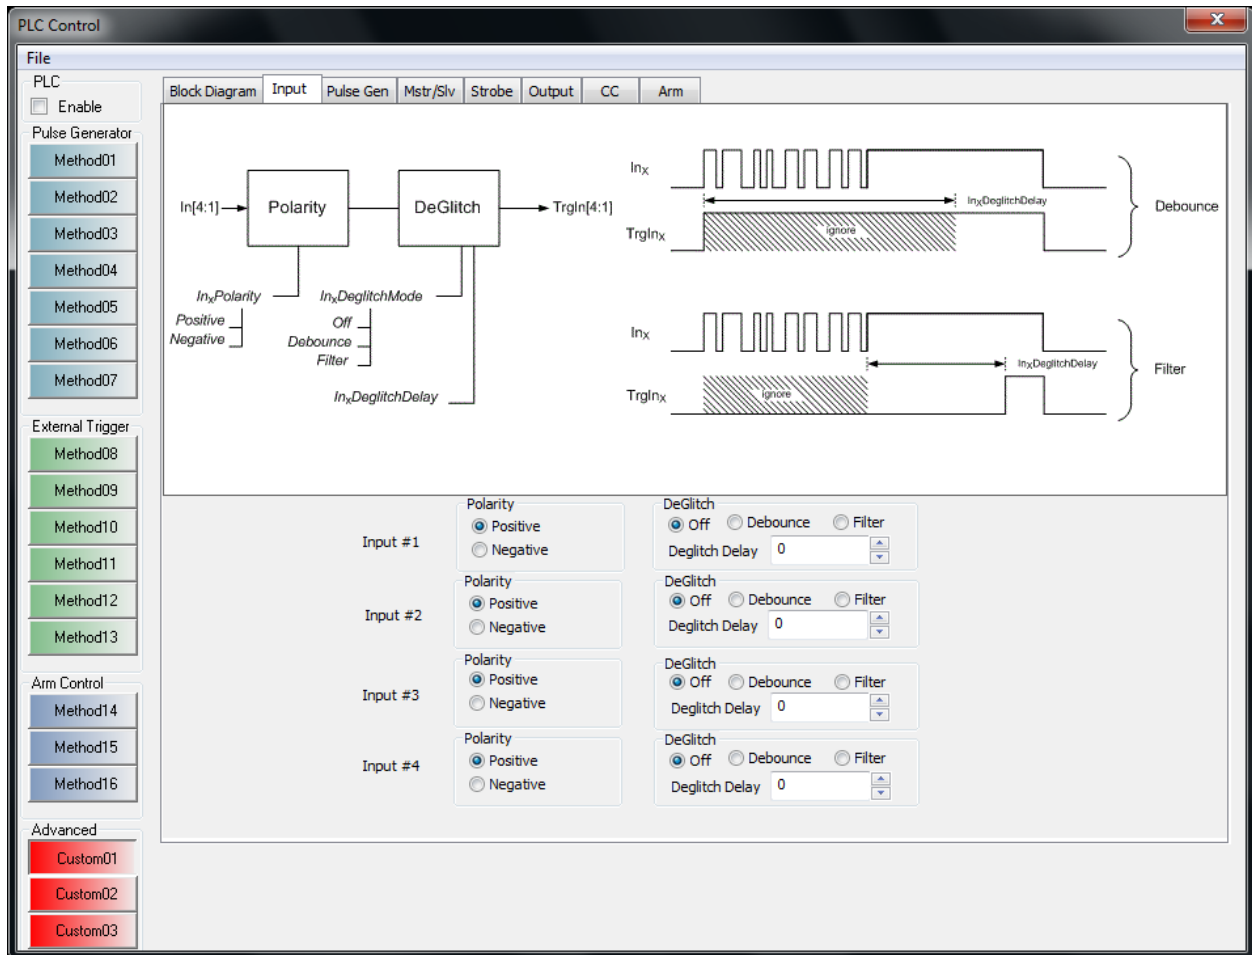 PLC Control
File
PLC
Enable
Pulse Generator
Method01
Method02
Method03
Method04
Method05
Method06
Method07
External Trigger
Method08
Method09
Method10
Method11
Method12
Method13
Arm Control
Method14
Method15
Method16
Advanced
Custom01
Custom02
Custom03
Block Diagram Input Pulse Gen Mstr/Slv Strobe Output CC Arm
In[4:1] Polarity DeGlitch TrgIn[4:1]
InXPolarity
Positive
Negative
InXDeglitchMode
Off
Debounce
Filter
InXDeglitchDelay
InX
InXDeglitchDelay
TrgInX
ignore
Debounce
InX
InXDeglitchDelay
TrgInX
ignore
Filter
Input #1
Polarity
Positive
Negative
DeGlitch
Off Debounce Filter
Deglitch Delay 0
Input #2
Polarity
Positive
Negative
DeGlitch
Off Debounce Filter
Deglitch Delay 0
Input #3
Polarity
Positive
Negative
DeGlitch
Off Debounce Filter
Deglitch Delay 0
Input #4
Polarity
Positive
Negative
DeGlitch
Off Debounce Filter
Deglitch Delay 0